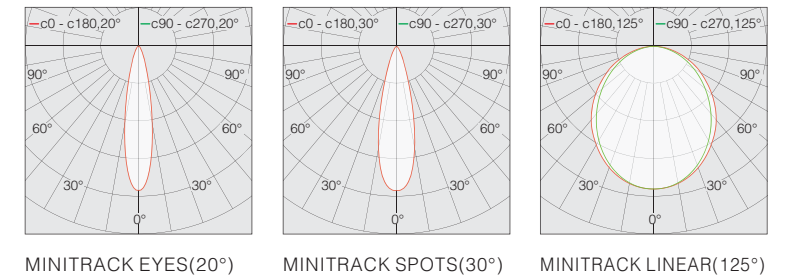 c0 - c180,20° c90 - c270,20°
90° 90°
60° 60°
30° 30°
0°
MINITRACK EYES(20°)
c0 - c180,30° c90 - c270,30°
90° 90°
60° 60°
30° 30°
0°
MINITRACK SPOTS(30°)
c0 - c180,125° c90 - c270,125°
90° 90°
60° 60°
30° 30°
0°
MINITRACK LINEAR(125°)